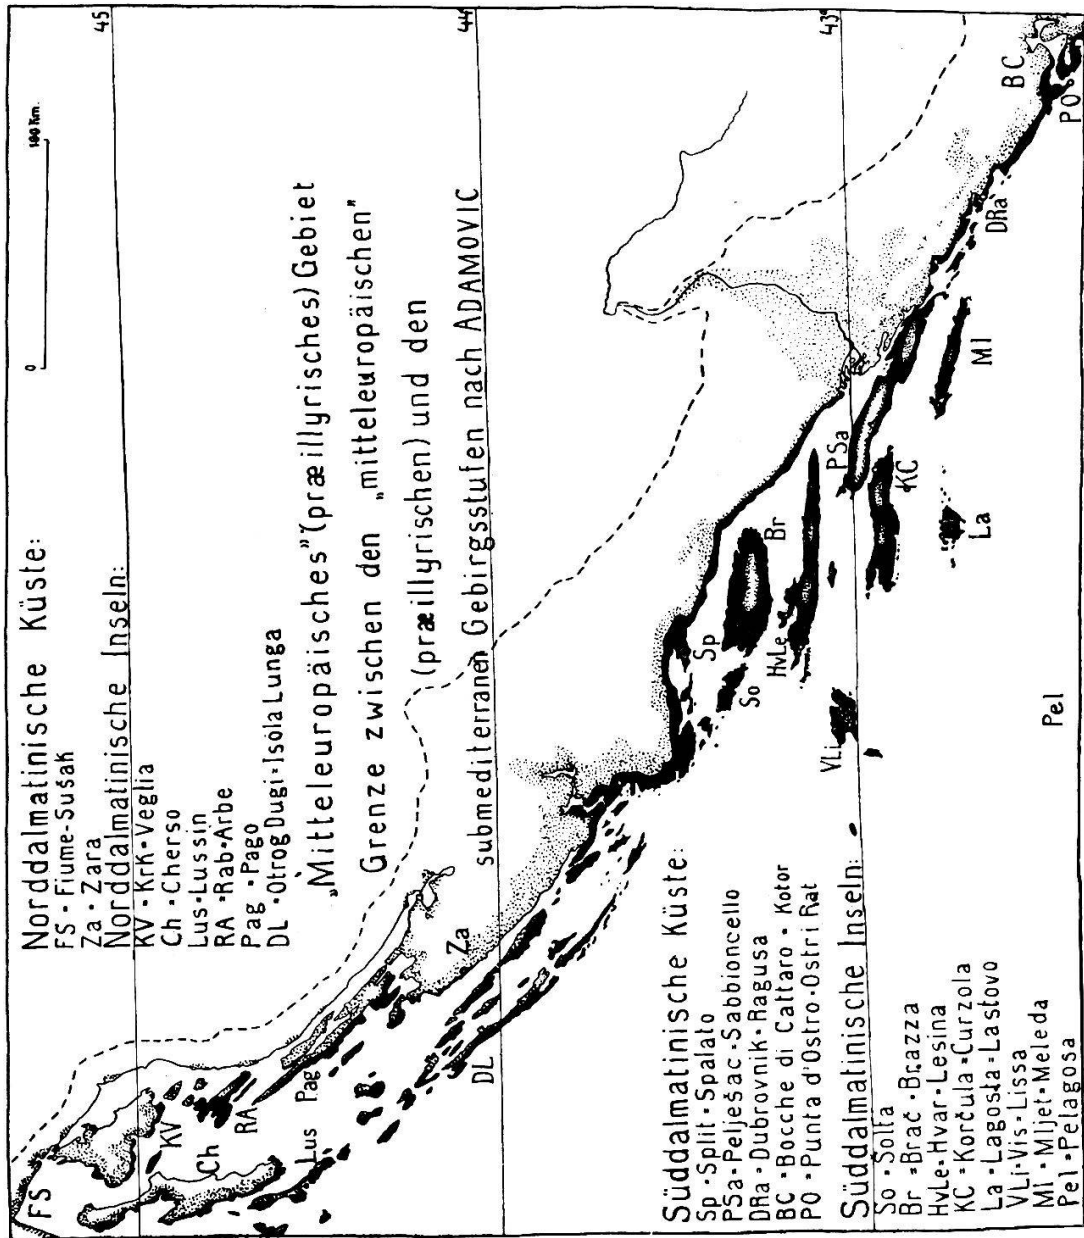 Norddalmatinische Küste:
FS · Fiume-Sušak
Za · Zara
Norddalmatinische Inseln:
KV · Krk · Veglia
Ch · Cherso
Lus · Lussin
RA · Rab · Arbe
Pag · Pago
DL · Otrog Dugi · Isola Lunga
„Mitteleuropäisches" (præillyrisches) Gebiet
Grenze zwischen den „mitteleuropäischen"
(præillyrischen) und den
submediterranen Gebirgsstufen nach ADAMOVIC
0
100 Km.
45
44
43°
FS
KV
Ch
RA
Lus
Pag
Za
DL
Sp
So
Br
HvLe
VLi
PSa
KC
La
MI
DRa
BC
PO
Pel
Süddalmatinische Küste:
Sp · Split · Spalato
PSa · Pelješac · Sabbioncello
DRa · Dubrovnik · Ragusa
BC · Bocche di Cattaro · Kotor
PO · Punta d'Ostro · Ostri Rat
Süddalmatinische Inseln:
So · Solta
Br · Brač · Brazza
HvLe · Hvar · Lesina
KC · Korčula · Curzola
La · Lagosta · Lastovo
VLi · Vis · Lissa
MI · Mljet · Meleda
Pel · Pelagosa